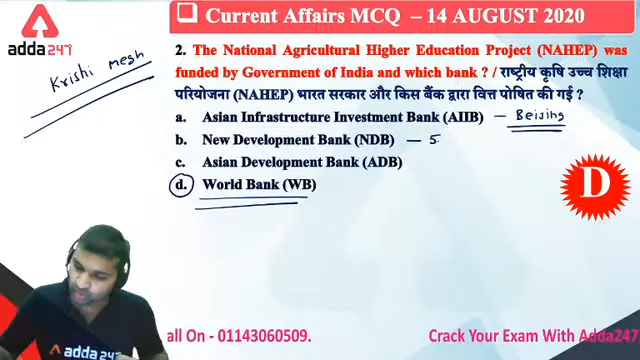 Current Affairs MCQ – 14 AUGUST 2020
adda247
Krishi mesh
2. The National Agricultural Higher Education Project (NAHEP) was
funded by Government of India and which bank ? / राष्ट्रीय कृषि उच्च शिक्षा
परियोजना (NAHEP) भारत सरकार और किस बैंक द्वारा वित्त पोषित की गई ?
a. Asian Infrastructure Investment Bank (AIIB) – Beising
b. New Development Bank (NDB) – 5
c. Asian Development Bank (ADB)
d. World Bank (WB)
D
adda247
all On - 01143060509.
Crack Your Exam With Adda247